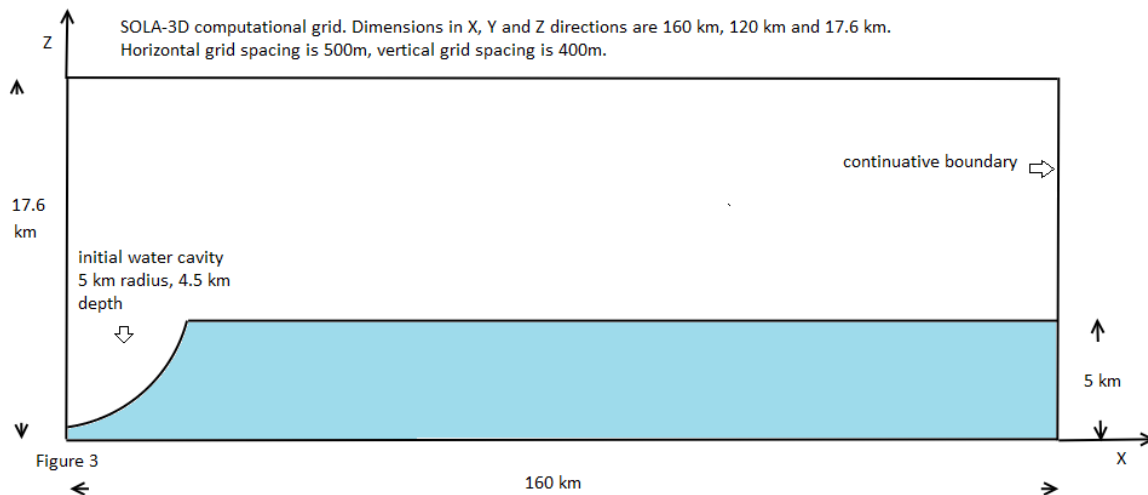 SOLA-3D computational grid. Dimensions in X, Y and Z directions are 160 km, 120 km and 17.6 km.
Horizontal grid spacing is 500m, vertical grid spacing is 400m.
Z
continuative boundary
17.6
km
initial water cavity
5 km radius, 4.5 km
depth
5 km
Figure 3
X
160 km